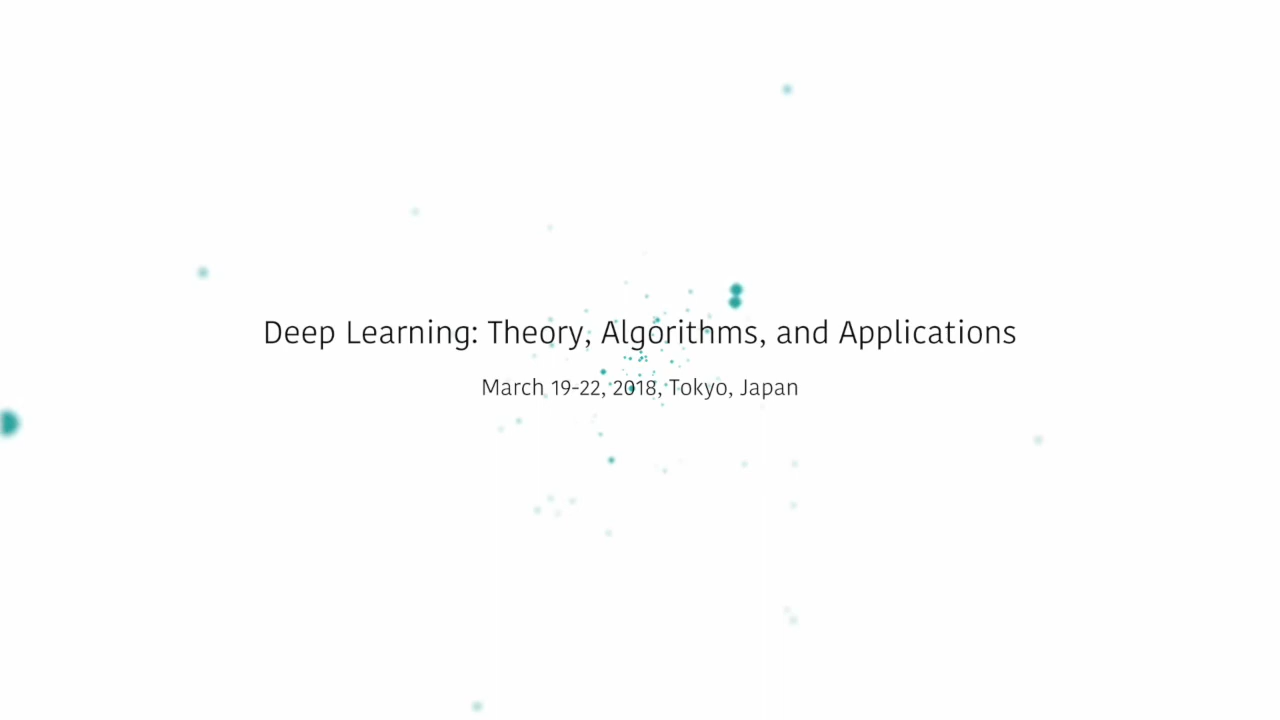 Deep Learning: Theory, Algorithms, and Applications
March 19-22, 2018, Tokyo, Japan